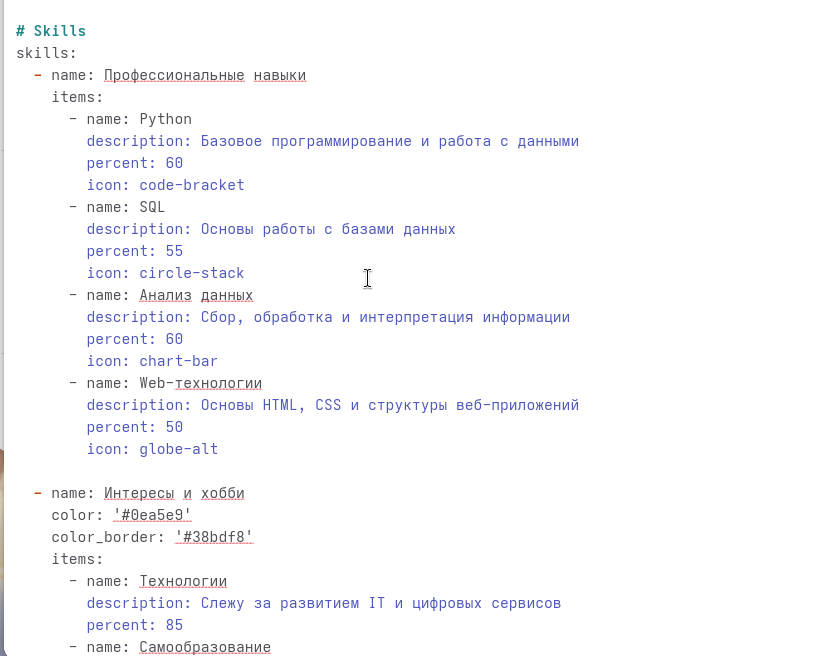 # Skills
skills:
  - name: Профессиональные навыки
    items:
      - name: Python
        description: Базовое программирование и работа с данными
        percent: 60
        icon: code-bracket
      - name: SQL
        description: Основы работы с базами данных
        percent: 55
        icon: circle-stack
      - name: Анализ данных
        description: Сбор, обработка и интерпретация информации
        percent: 60
        icon: chart-bar
      - name: Web-технологии
        description: Основы HTML, CSS и структуры веб-приложений
        percent: 50
        icon: globe-alt
  - name: Интересы и хобби
    color: '#0ea5e9'
    color_border: '#38bdf8'
    items:
      - name: Технологии
        description: Слежу за развитием IT и цифровых сервисов
        percent: 85
      - name: Самообразование